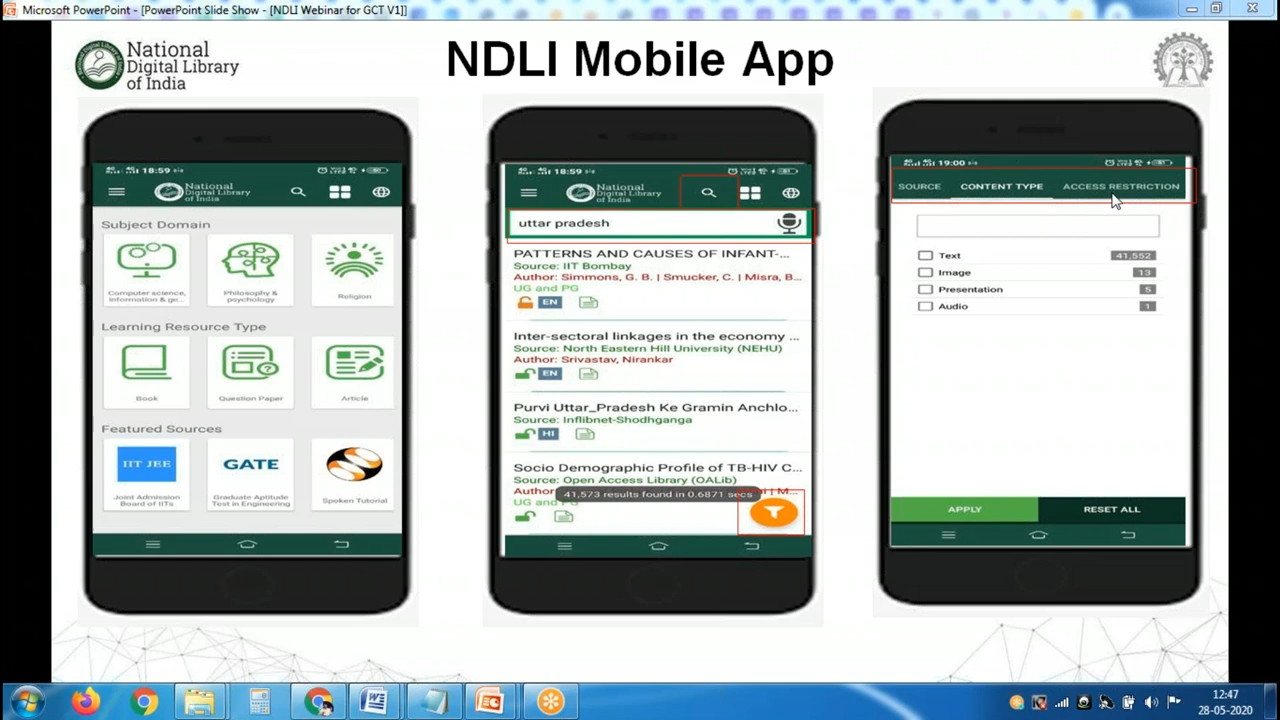 Microsoft PowerPoint - [PowerPoint Slide Show - [NDLI Webinar for GCT V1]]
National
Digital Library
of India
NDLI Mobile App
18:59
National
Digital Library
of India
Subject Domain
Computer science,
information & ge...
Philosophy &
psychology
Religion
Learning Resource Type
Book
Question Paper
Article
Featured Sources
IIT JEE
Joint Admission
Board of IITs
GATE
Graduate Aptitude
Test in Engineering
Spoken Tutorial
18:59
National
Digital Library
of India
uttar pradesh
PATTERNS AND CAUSES OF INFANT-...
Source: IIT Bombay
Author: Simmons, G. B. | Smucker, C. | Misra, B...
UG and PG
EN
Inter-sectoral linkages in the economy ...
Source: North Eastern Hill University (NEHU)
Author: Srivastav, Nirankar
EN
Purvi Uttar_Pradesh Ke Gramin Anchlo...
Source: Inflibnet-Shodhganga
HI
Socio Demographic Profile of TB-HIV C...
Source: Open Access Library (OALib)
41,573 results found in 0.6871 secs
UG and
19:00
SOURCE CONTENT TYPE ACCESS RESTRICTION
Text 41,552
Image 13
Presentation 5
Audio 1
APPLY RESET ALL
12:47
28-05-2020